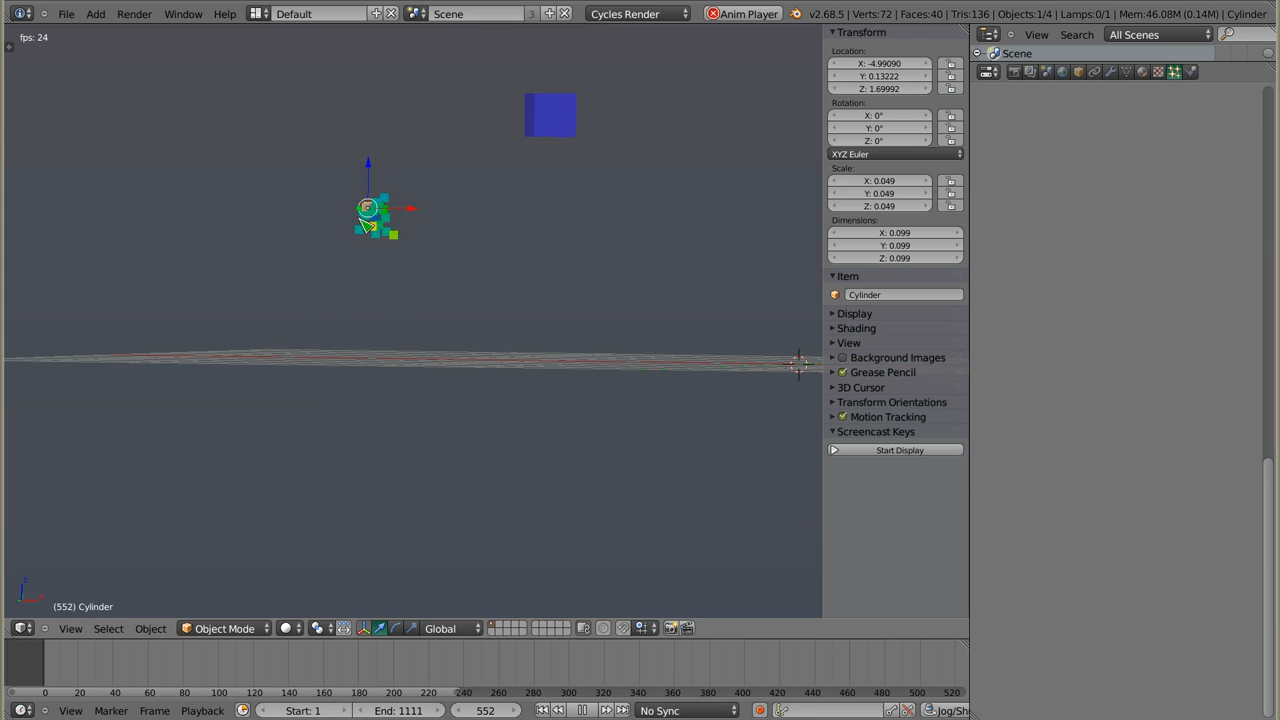 File Add Render Window Help Default Scene 3 Cycles Render Anim Player v2.68.5 | Verts:72 | Faces:40 | Tris:136 | Objects:1/4 | Lamps:0/1 | Mem:46.08M (0.14M) | Cylinder
fps: 24
Transform
Location:
X: -4.99090
Y: 0.13222
Z: 1.69992
Rotation:
X: 0°
Y: 0°
Z: 0°
XYZ Euler
Scale:
X: 0.049
Y: 0.049
Z: 0.049
Dimensions:
X: 0.099
Y: 0.099
Z: 0.099
Item
Cylinder
Display
Shading
View
Background Images
Grease Pencil
3D Cursor
Transform Orientations
Motion Tracking
Screencast Keys
Start Display
View Search All Scenes
Scene
z
(552) Cylinder
View Select Object Object Mode Global
0 20 40 60 80 100 120 140 160 180 200 220 240 260 280 300 320 340 360 380 400 420 440 460 480 500 520
View Marker Frame Playback Start: 1 End: 1111 552 No Sync Jog/Sh